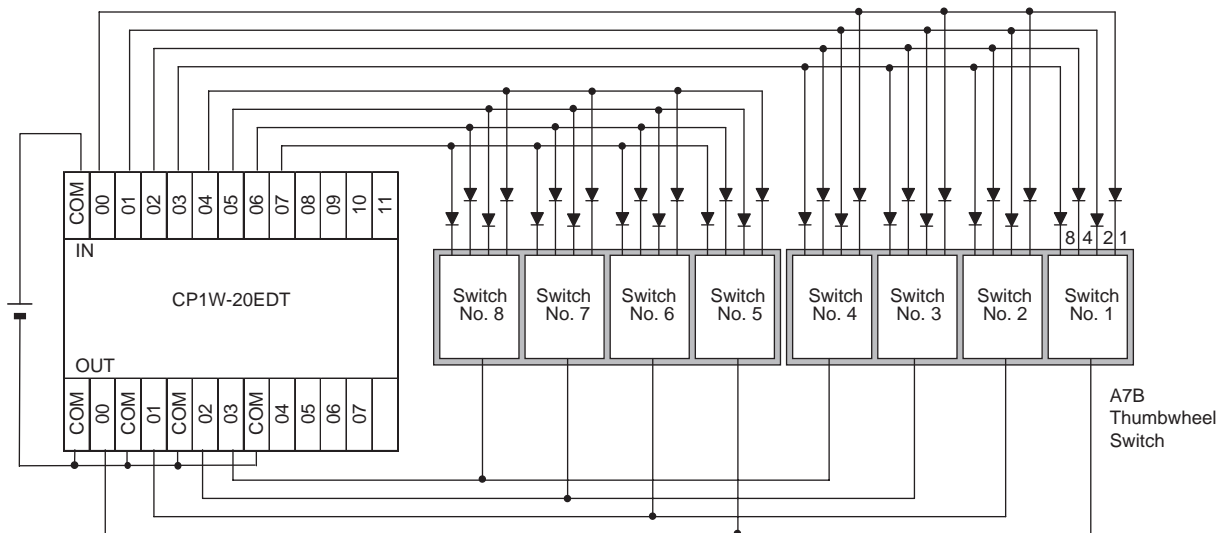 COM 00 01 02 03 04 05 06 07 08 09 10 11
IN
CP1W-20EDT
OUT
COM 00 COM 01 COM 02 03 COM 04 05 06 07
8 4 2 1
Switch No. 8
Switch No. 7
Switch No. 6
Switch No. 5
Switch No. 4
Switch No. 3
Switch No. 2
Switch No. 1
A7B
Thumbwheel
Switch